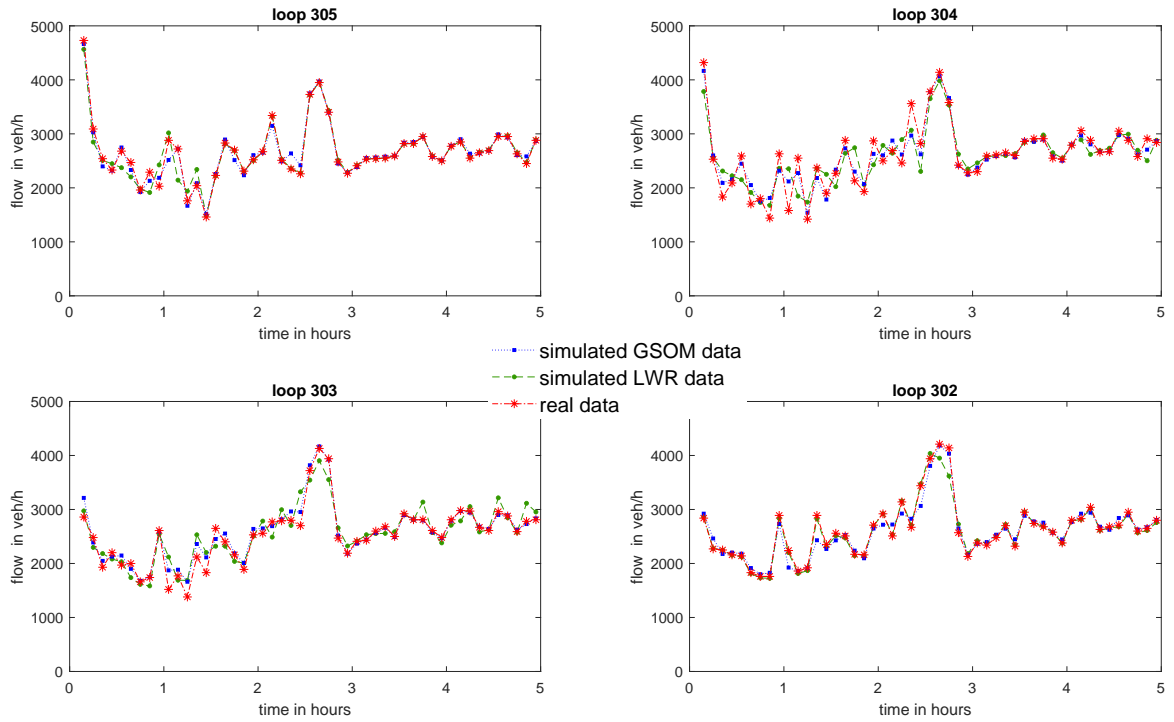 loop 305
5000
4000
3000
2000
1000
0
flow in veh/h
0 1 2 3 4 5
time in hours
loop 304
5000
4000
3000
2000
1000
0
flow in veh/h
0 1 2 3 4 5
time in hours
simulated GSOM data
simulated LWR data
real data
loop 303
5000
4000
3000
2000
1000
0
flow in veh/h
0 1 2 3 4 5
time in hours
loop 302
5000
4000
3000
2000
1000
0
flow in veh/h
0 1 2 3 4 5
time in hours